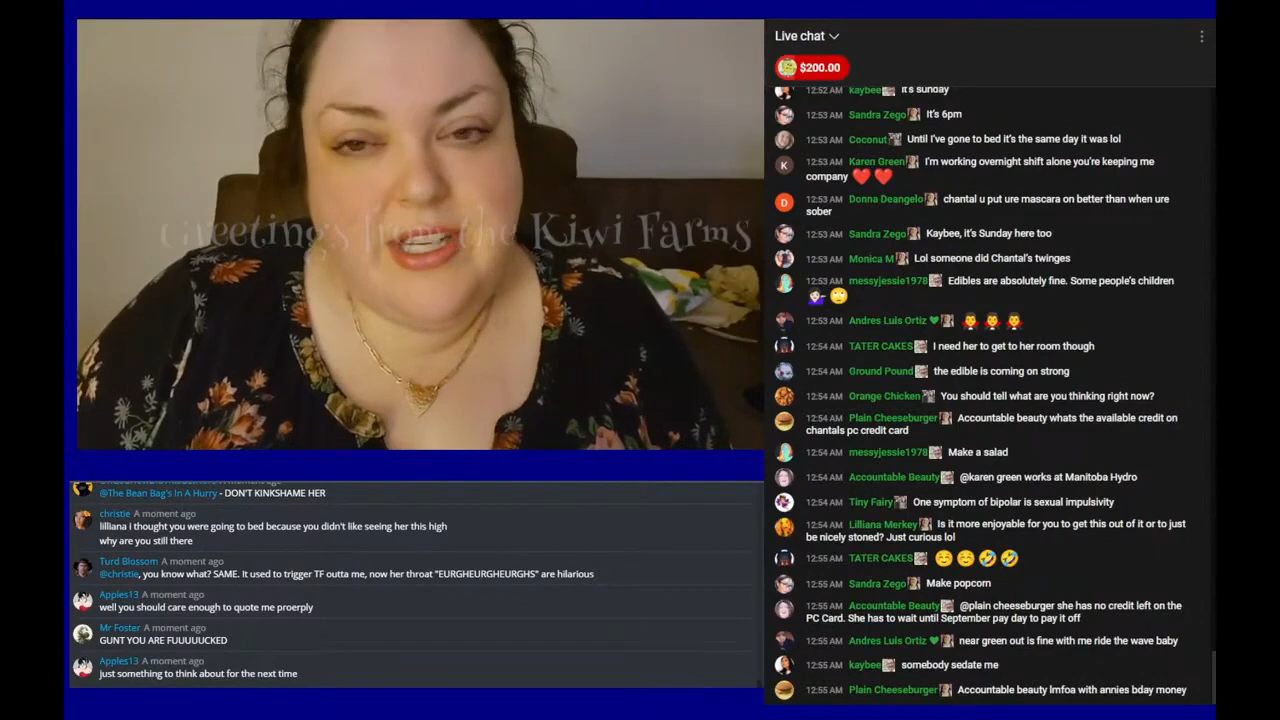 Greetings from the Kiwi Farms
@The Bean Bag's In A Hurry - DON'T KINKSHAME HER
christie A moment ago
lilliana i thought you were going to bed because you didn't like seeing her this high
why are you still there
Turd Blossom A moment ago
@christie, you know what? SAME. It used to trigger TF outta me, now her throat "EURGHEURGHEURGHS" are hilarious
Apples13 A moment ago
well you should care enough to quote me proerply
Mr Foster A moment ago
GUNT YOU ARE FUUUUUCKED
Apples13 A moment ago
just something to think about for the next time
Live chat
$200.00
12:52 AM kaybee it's sunday
12:53 AM Sandra Zego It's 6pm
12:53 AM Coconut Until I've gone to bed it's the same day it was lol
12:53 AM Karen Green I'm working overnight shift alone you're keeping me
company ❤️❤️
12:53 AM Donna Deangelo chantal u put ure mascara on better than when ure
sober
12:53 AM Sandra Zego Kaybee, it's Sunday here too
12:53 AM Monica M Lol someone did Chantal's twinges
12:53 AM messyjessie1978 Edibles are absolutely fine. Some people's children
12:53 AM Andres Luis Ortiz
12:54 AM TATER CAKES I need her to get to her room though
12:54 AM Ground Pound the edible is coming on strong
12:54 AM Orange Chicken You should tell what are you thinking right now?
12:54 AM Plain Cheeseburger Accountable beauty whats the available credit on
chantals pc credit card
12:54 AM messyjessie1978 Make a salad
12:54 AM Accountable Beauty @karen green works at Manitoba Hydro
12:54 AM Tiny Fairy One symptom of bipolar is sexual impulsivity
12:54 AM Lilliana Merkey Is it more enjoyable for you to get this out of it or to just
be nicely stoned? Just curious lol
12:55 AM TATER CAKES ☺️☺️🤣🤣
12:55 AM Sandra Zego Make popcorn
12:55 AM Accountable Beauty @plain cheeseburger she has no credit left on the
PC Card. She has to wait until September pay day to pay it off
12:55 AM Andres Luis Ortiz near green out is fine with me ride the wave baby
12:55 AM kaybee somebody sedate me
12:55 AM Plain Cheeseburger Accountable beauty lmfoa with annies bday money